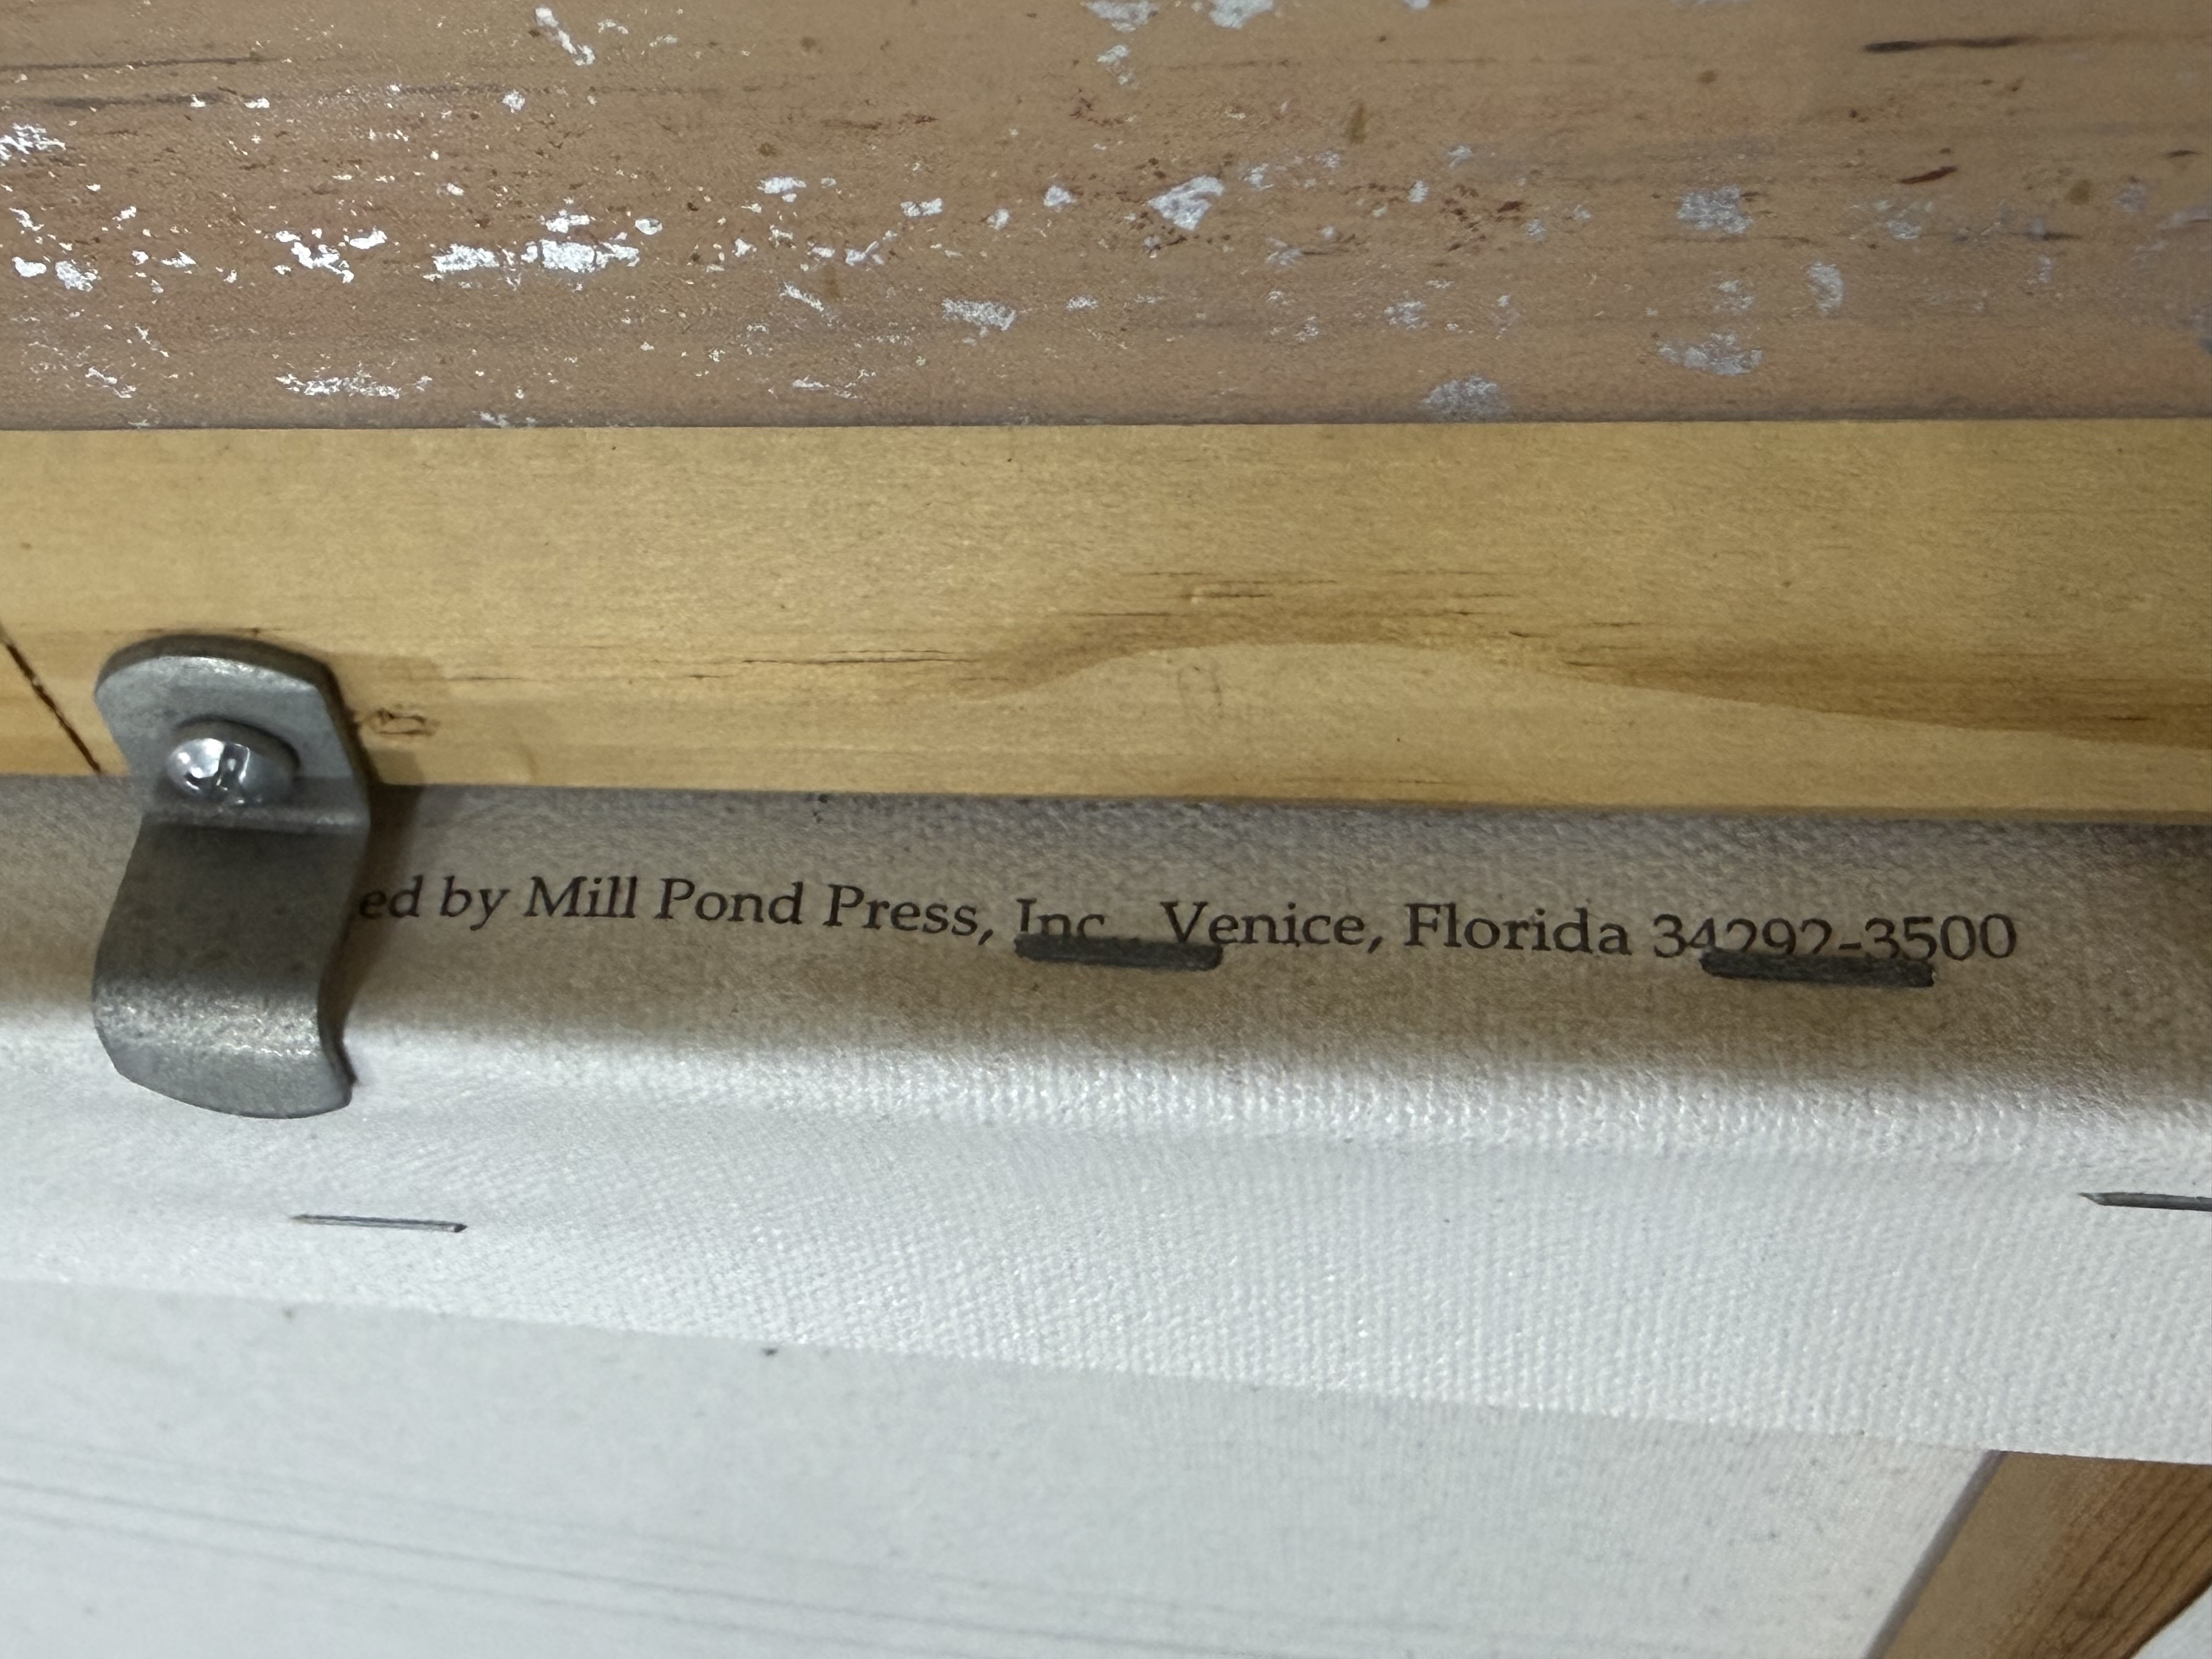 ed by Mill Pond Press, Inc., Venice, Florida 34292-3500